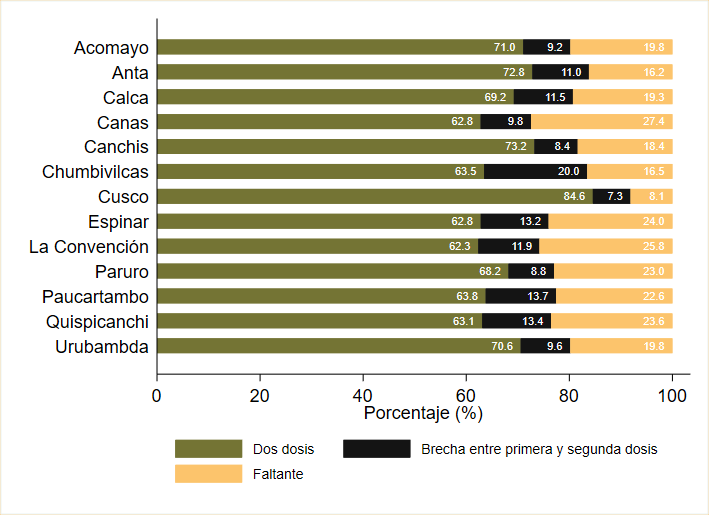 Acomayo 71.0 9.2 19.8
Anta 72.8 11.0 16.2
Calca 69.2 11.5 19.3
Canas 62.8 9.8 27.4
Canchis 73.2 8.4 18.4
Chumbivilcas 63.5 20.0 16.5
Cusco 84.6 7.3 8.1
Espinar 62.8 13.2 24.0
La Convención 62.3 11.9 25.8
Paruro 68.2 8.8 23.0
Paucartambo 63.8 13.7 22.6
Quispicanchi 63.1 13.4 23.6
Urubambda 70.6 9.6 19.8
0 20 40 60 80 100
Porcentaje (%)
Dos dosis Brecha entre primera y segunda dosis
Faltante